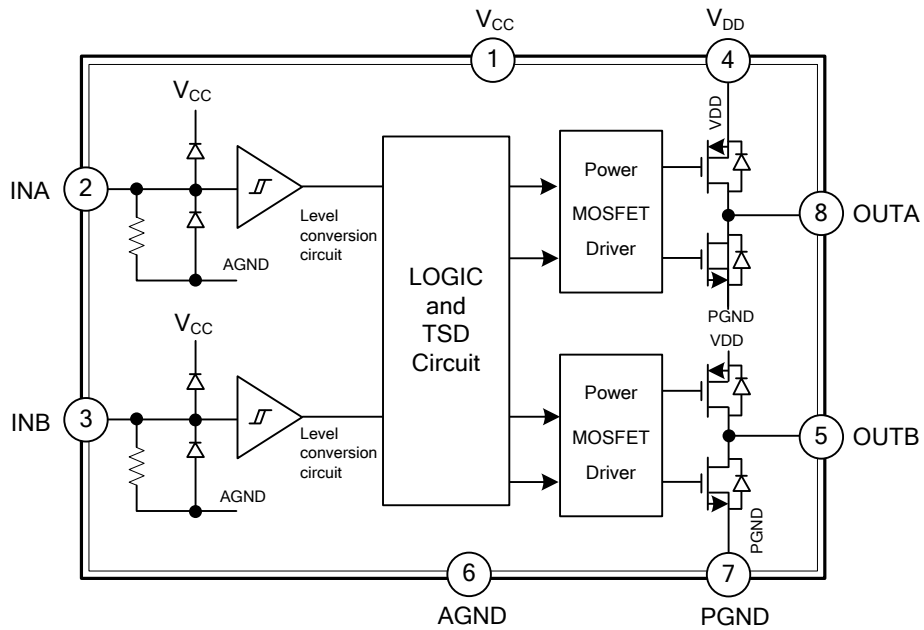 VCC
VDD
1
4
VCC
VDD
INA
2
Level
conversion
circuit
AGND
Power
MOSFET
Driver
8
OUTA
LOGIC
and
TSD
Circuit
PGND
VCC
VDD
INB
3
Level
conversion
circuit
AGND
Power
MOSFET
Driver
5
OUTB
PGND
6
7
AGND
PGND